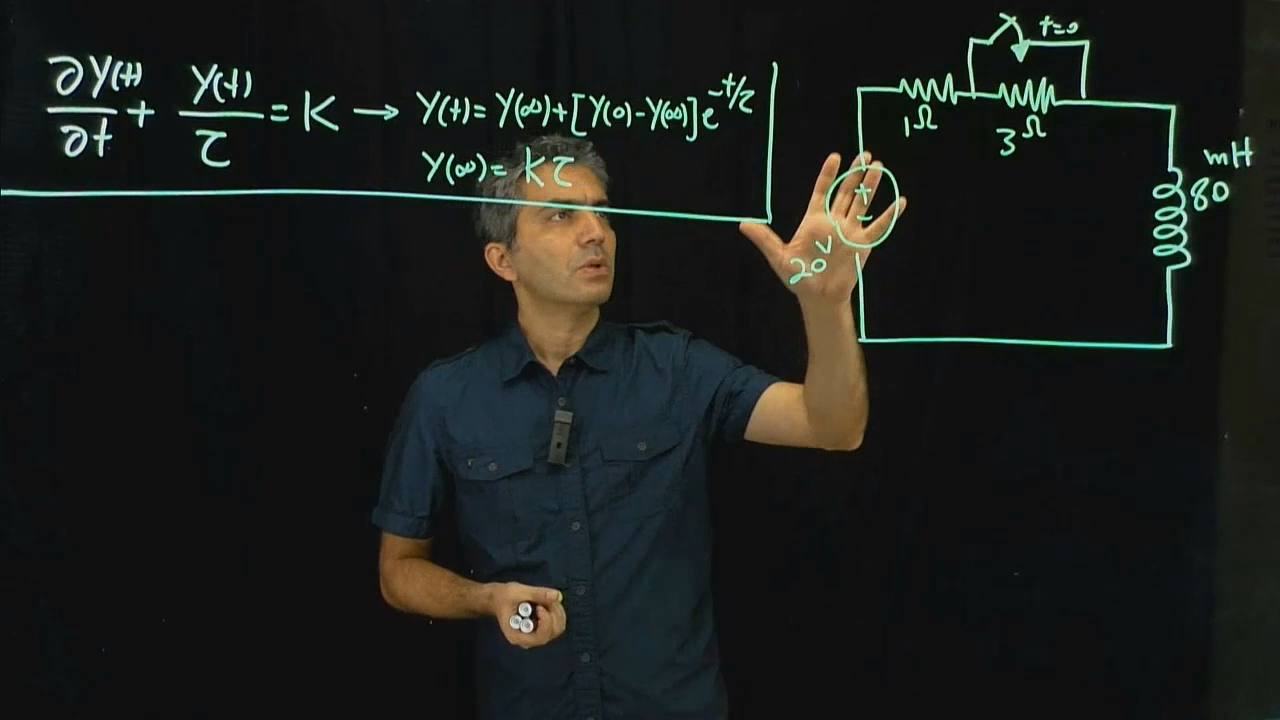 ∂Y(t)/∂t + Y(t)/τ = K → Y(t) = Y(∞) + [Y(0) - Y(∞)] e^-t/τ
Y(∞) = Kτ
t=0
1Ω
3Ω
mH
80
+
-
20V